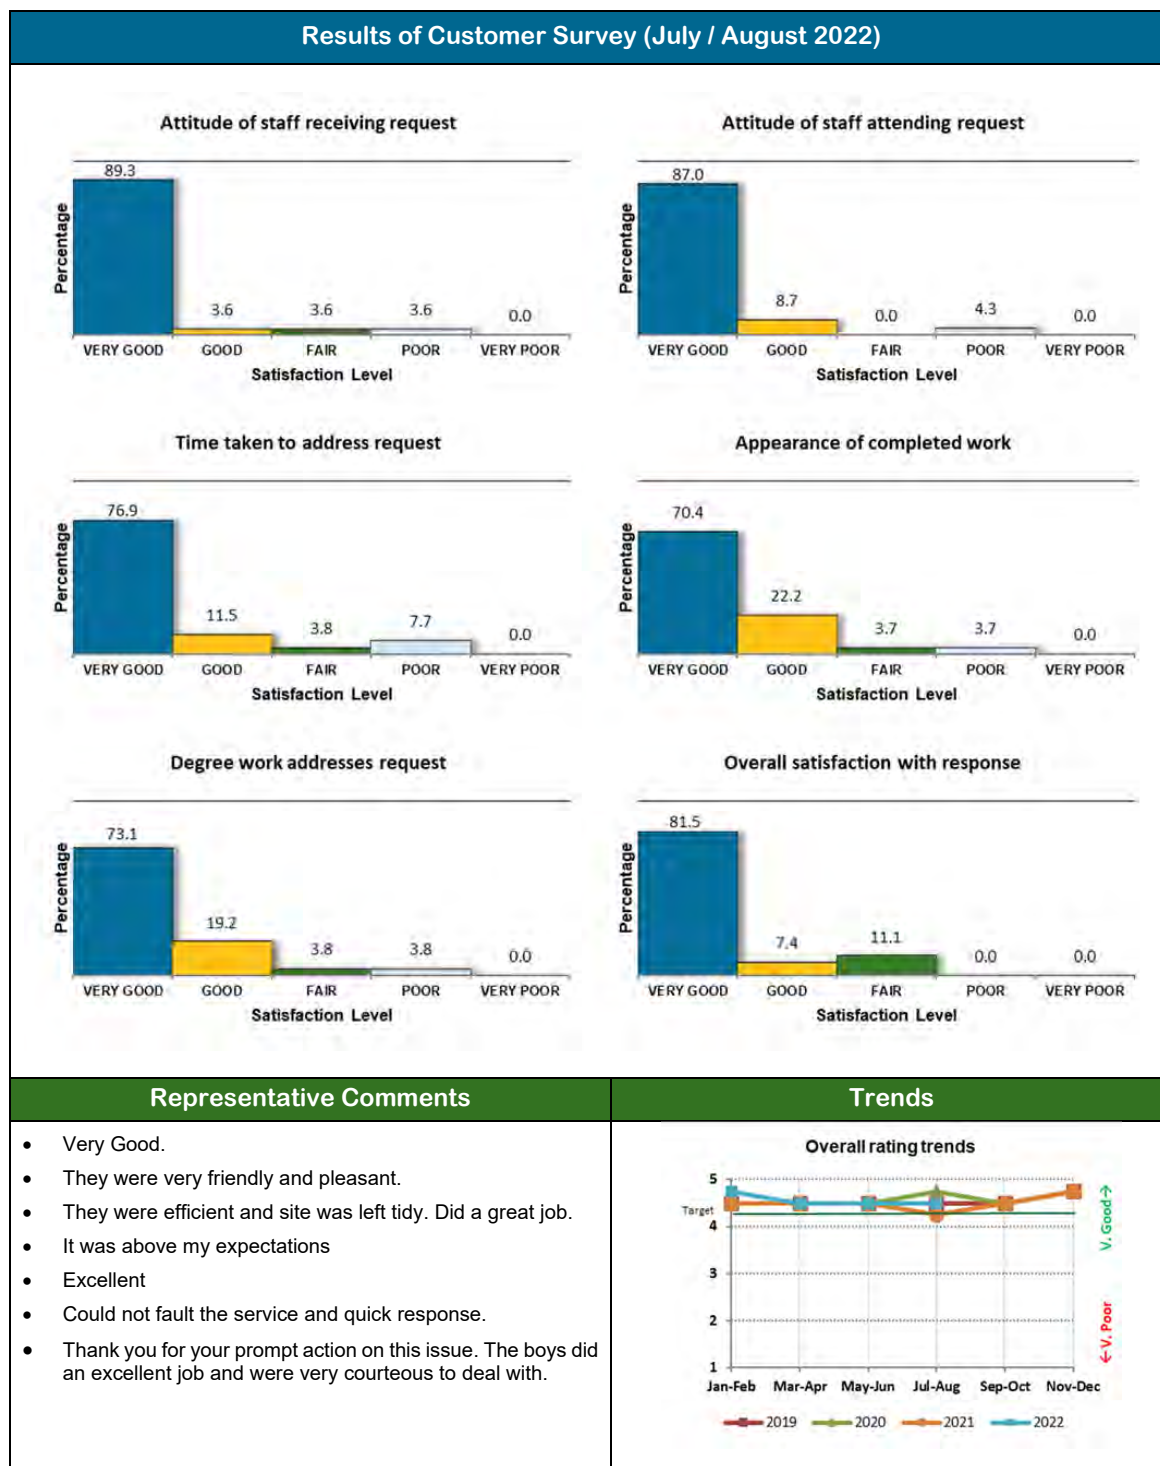 Results of Customer Survey (July / August 2022)
Attitude of staff receiving request
Percentage
89.3
3.6
3.6
3.6
0.0
VERY GOOD GOOD FAIR POOR VERY POOR
Satisfaction Level
Attitude of staff attending request
Percentage
87.0
8.7
0.0
4.3
0.0
VERY GOOD GOOD FAIR POOR VERY POOR
Satisfaction Level
Time taken to address request
Percentage
76.9
11.5
3.8
7.7
0.0
VERY GOOD GOOD FAIR POOR VERY POOR
Satisfaction Level
Appearance of completed work
Percentage
70.4
22.2
3.7
3.7
0.0
VERY GOOD GOOD FAIR POOR VERY POOR
Satisfaction Level
Degree work addresses request
Percentage
73.1
19.2
3.8
3.8
0.0
VERY GOOD GOOD FAIR POOR VERY POOR
Satisfaction Level
Overall satisfaction with response
Percentage
81.5
7.4
11.1
0.0
0.0
VERY GOOD GOOD FAIR POOR VERY POOR
Satisfaction Level
Representative Comments
• Very Good.
• They were very friendly and pleasant.
• They were efficient and site was left tidy. Did a great job.
• It was above my expectations
• Excellent
• Could not fault the service and quick response.
• Thank you for your prompt action on this issue. The boys did
an excellent job and were very courteous to deal with.
Trends
Overall rating trends
5
Target
4
3
2
1
V. Good→
←V. Poor
Jan-Feb Mar-Apr May-Jun Jul-Aug Sep-Oct Nov-Dec
2019 2020 2021 2022